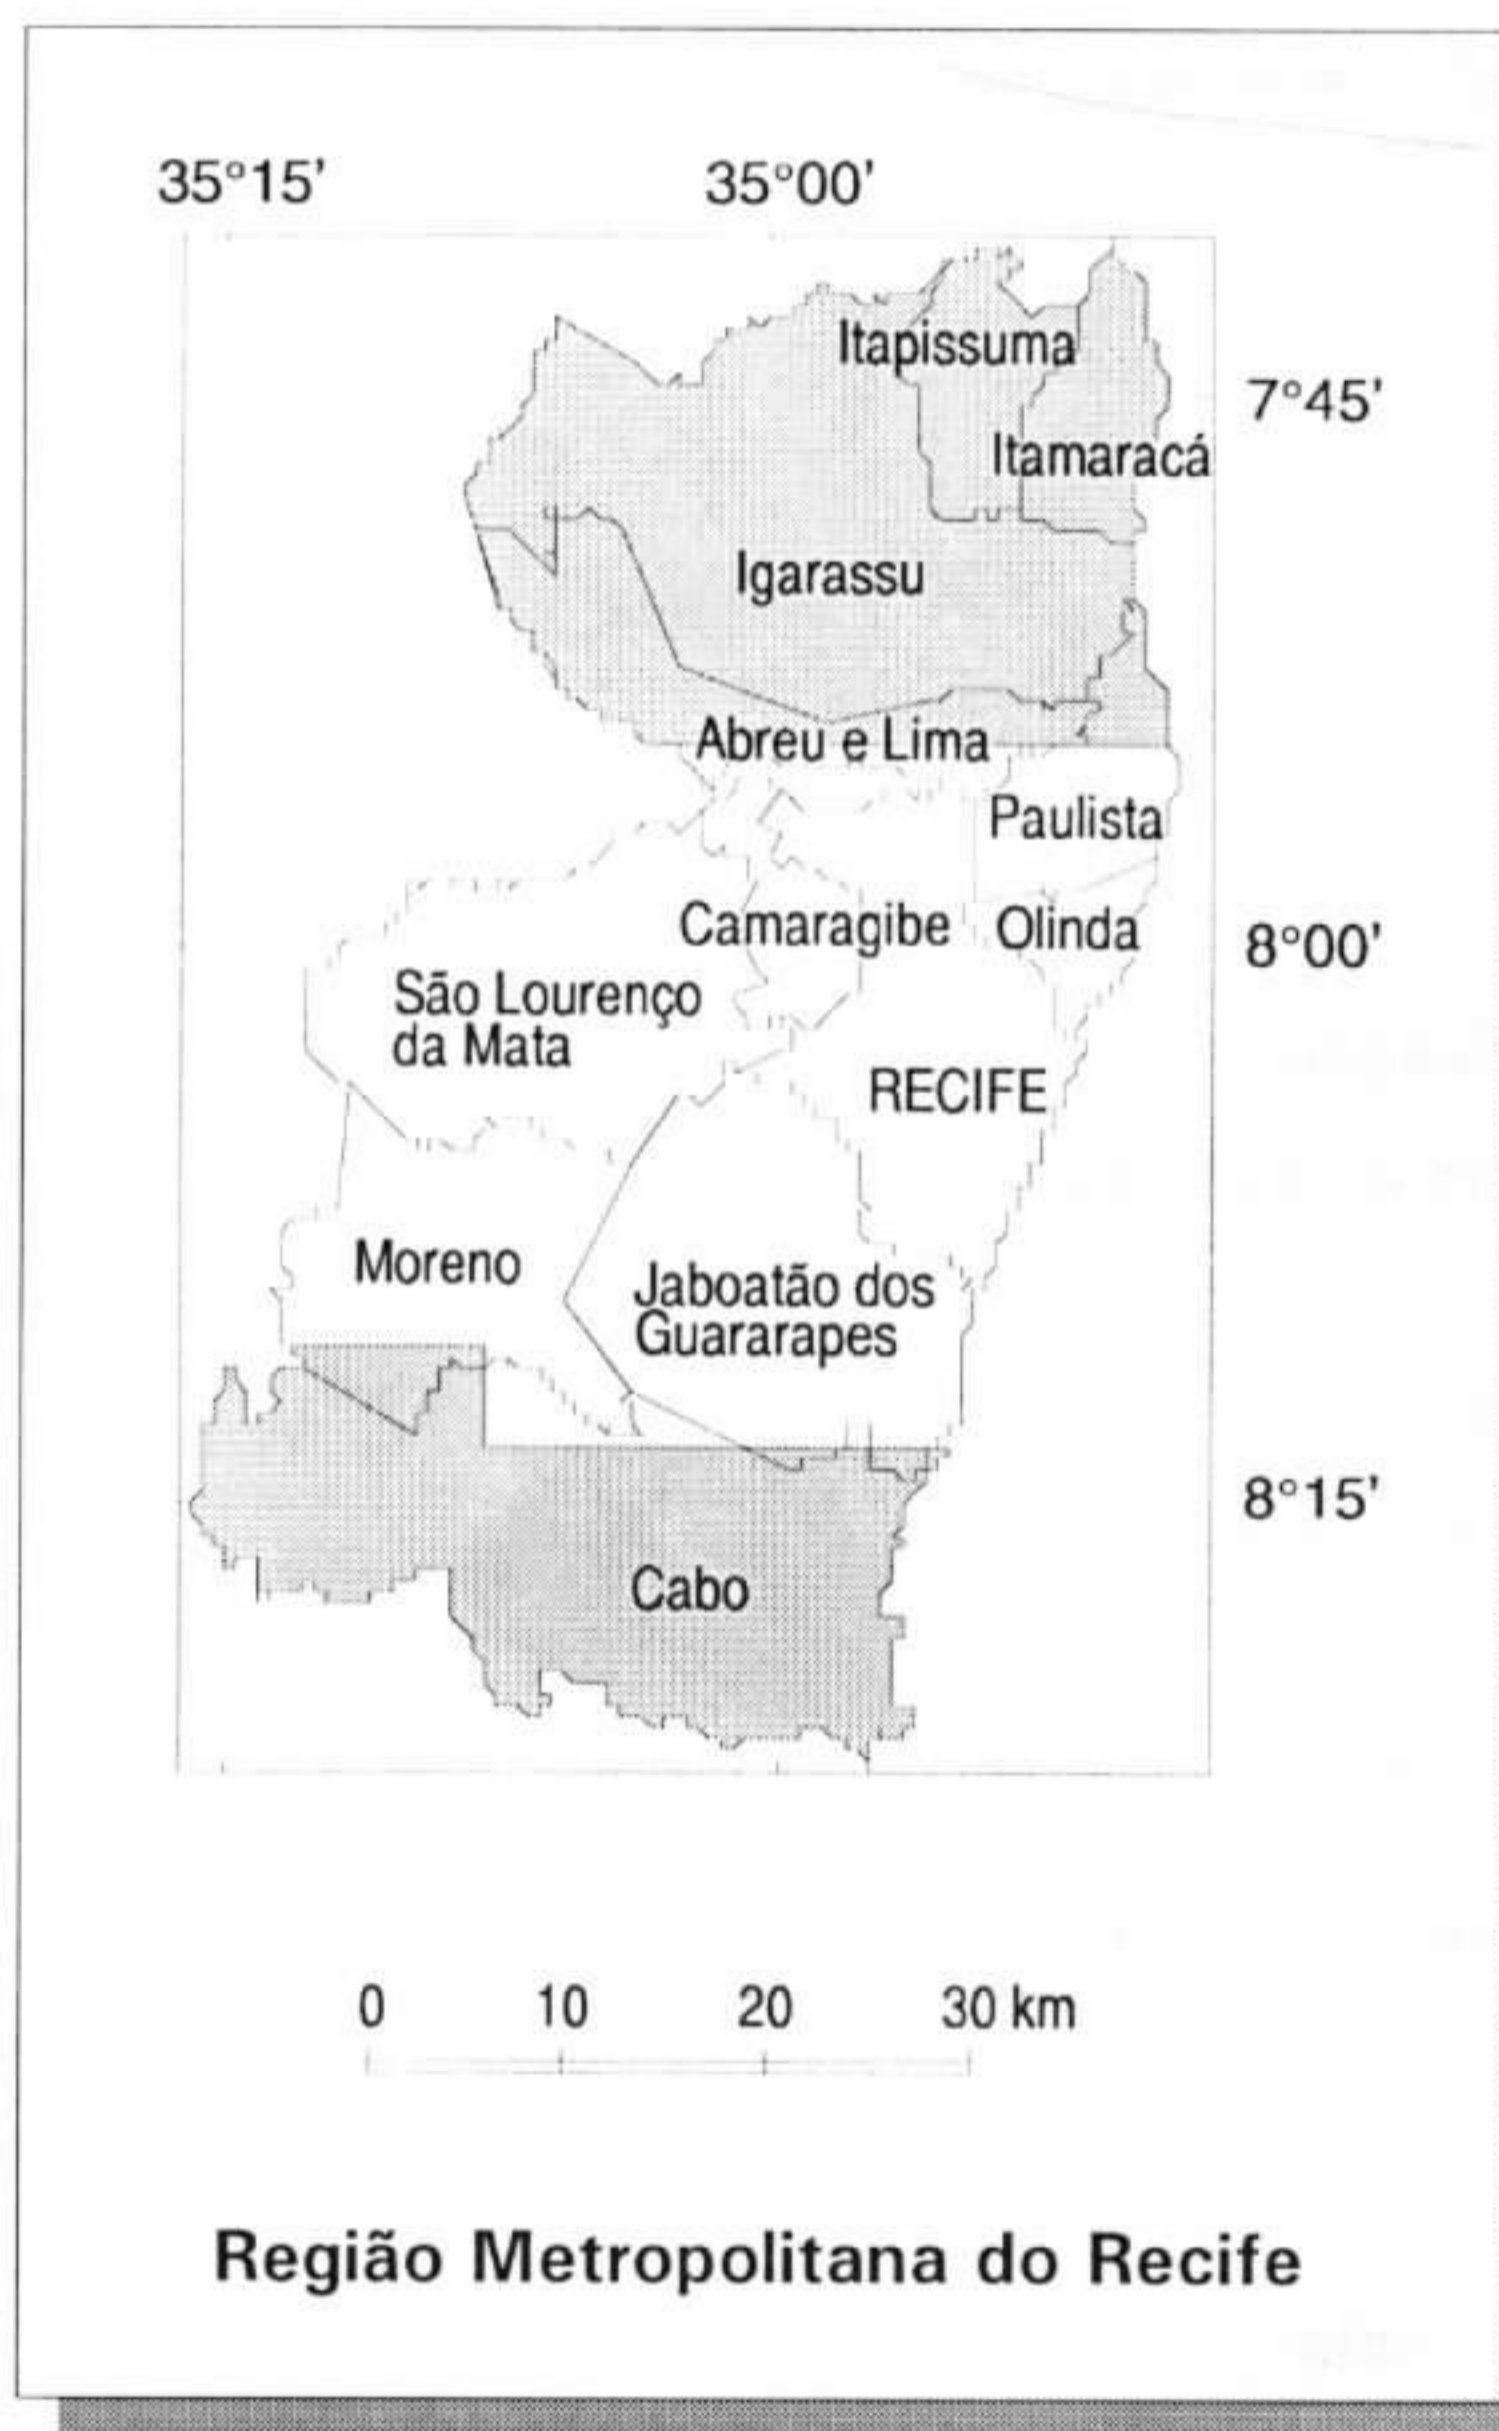 35°15' 35°00'
Itapissuma
7°45'
Itamaracá
Igarassu
Abreu e Lima
Paulista
Camaragibe Olinda
8°00'
São Lourenço
da Mata
RECIFE
Moreno
Jaboatão dos
Guararapes
8°15'
Cabo
0 10 20 30 km
Região Metropolitana do Recife